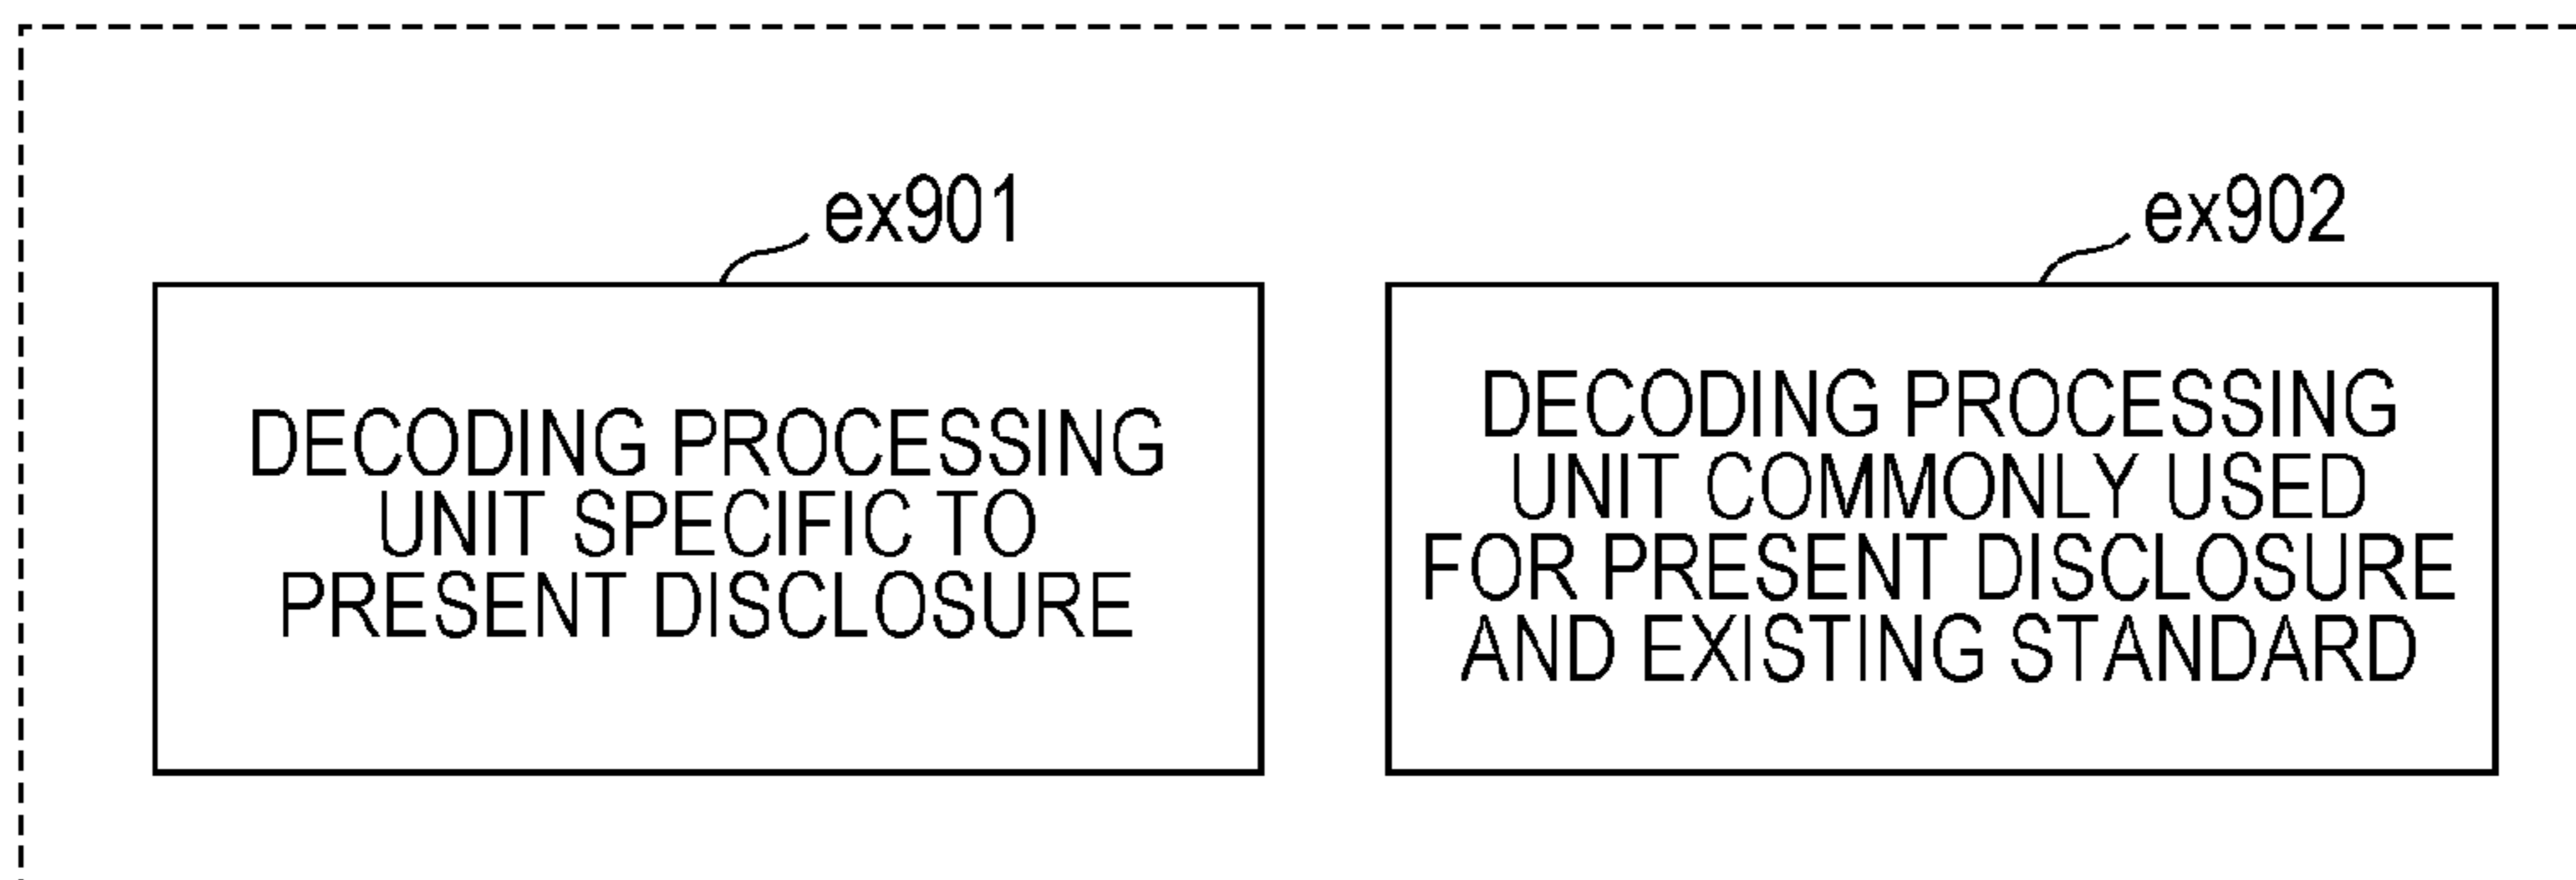 ex901
DECODING PROCESSING
UNIT SPECIFIC TO
PRESENT DISCLOSURE
ex902
DECODING PROCESSING
UNIT COMMONLY USED
FOR PRESENT DISCLOSURE
AND EXISTING STANDARD